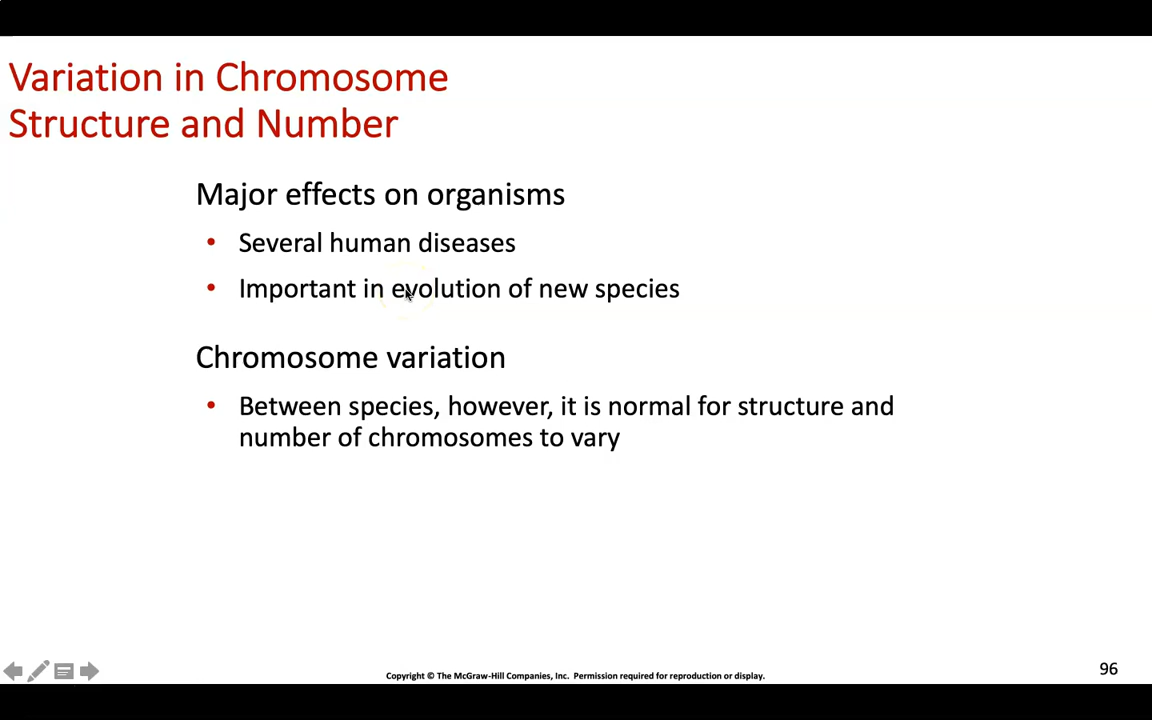 Variation in Chromosome
Structure and Number
Major effects on organisms
• Several human diseases
• Important in evolution of new species
Chromosome variation
• Between species, however, it is normal for structure and
number of chromosomes to vary
Copyright © The McGraw-Hill Companies, Inc. Permission required for reproduction or display.
96